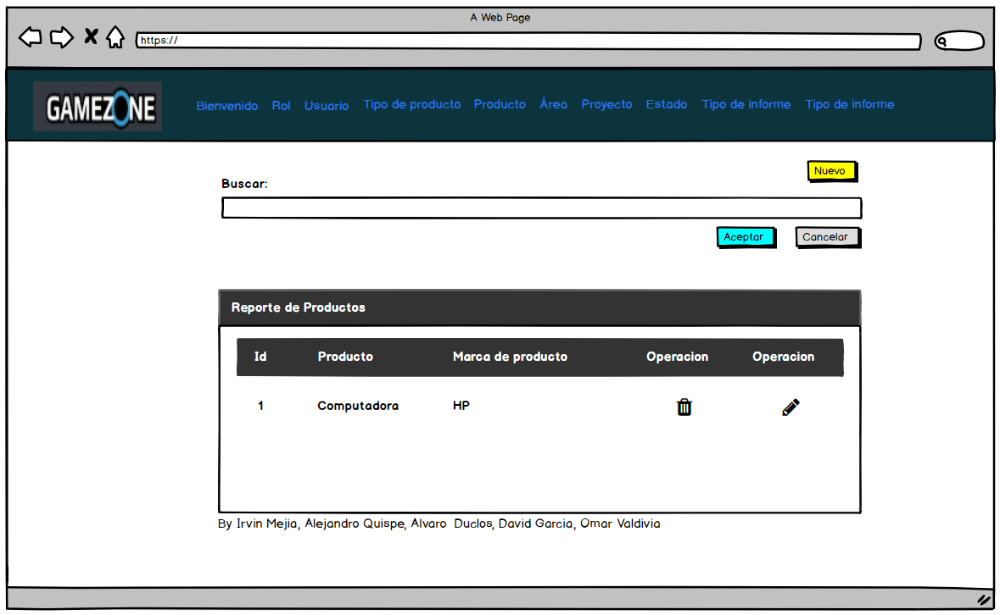 A Web Page
https://
GAMEZONE Bienvenido Rol Usuario Tipo de producto Producto Área Proyecto Estado Tipo de informe Tipo de informe
Nuevo
Buscar:
Aceptar Cancelar
Reporte de Productos
Id Producto Marca de producto Operacion Operacion
1 Computadora HP
By Irvin Mejia, Alejandro Quispe, Alvaro Duclos, David Garcia, Omar Valdivia